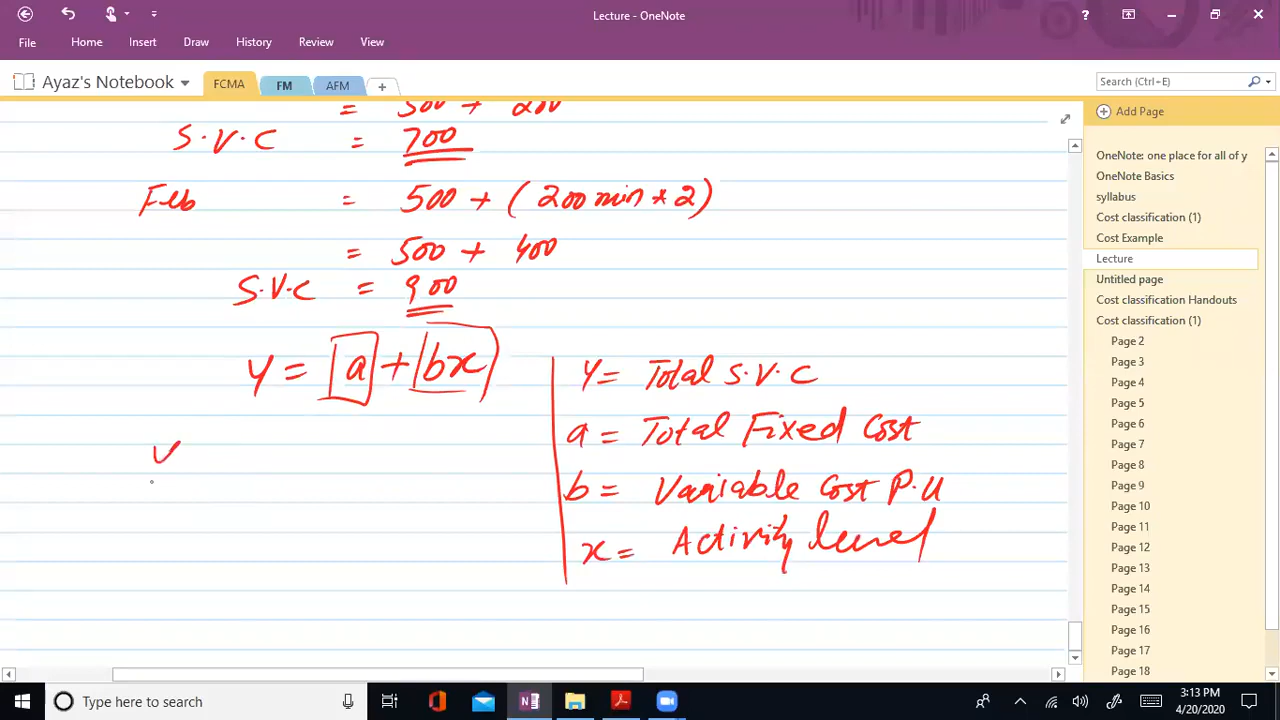 Lecture - OneNote
File Home Insert Draw History Review View
Ayaz's Notebook FCMA FM AFM +
Search (Ctrl+E)
Add Page
= 500 + 200
S.V.C = 700
Feb = 500 + (200 min * 2)
= 500 + 400
S.V.C = 900
y = a + bx
y = Total S.V.C
a = Total Fixed Cost
b = Variable Cost P.U
x = Activity level
OneNote: one place for all of y
OneNote Basics
syllabus
Cost classification (1)
Cost Example
Lecture
Untitled page
Cost classification Handouts
Cost classification (1)
Page 2
Page 3
Page 4
Page 5
Page 6
Page 7
Page 8
Page 9
Page 10
Page 11
Page 12
Page 13
Page 14
Page 15
Page 16
Page 17
Page 18
Type here to search
3:13 PM
4/20/2020